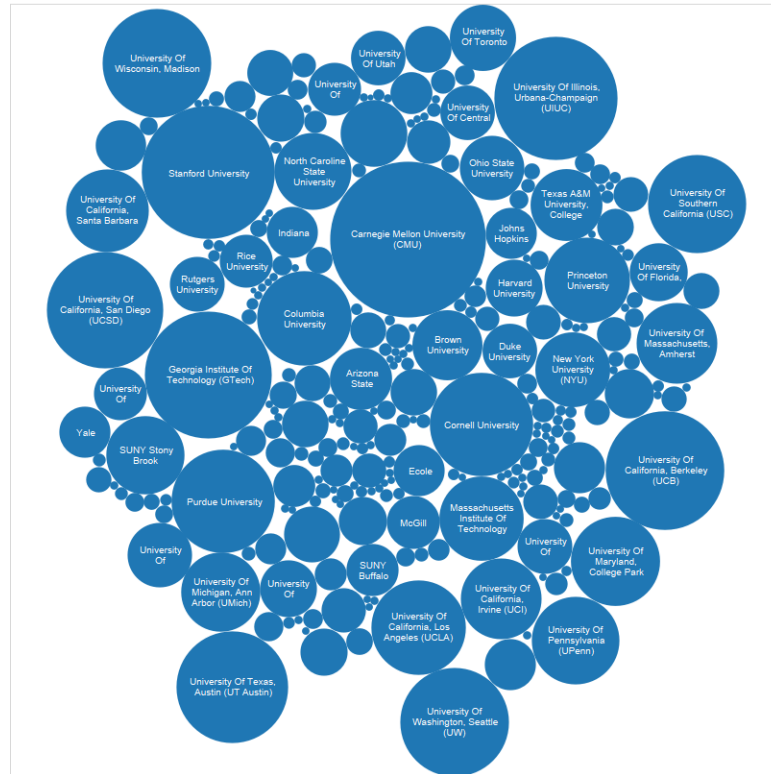 University
Of Toronto
University Of
Wisconsin, Madison
University
Of Utah
University
Of
University Of Illinois,
Urbana-Champaign
(UIUC)
University
Of Central
Stanford University
North Caroline
State
University
Ohio State
University
Texas A&M
University,
College
University Of
Southern
California (USC)
University Of
California,
Santa Barbara
Indiana
Carnegie Mellon University
(CMU)
Johns
Hopkins
Rice
University
Rutgers
University
Harvard
University
Princeton
University
University
Of Florida,
University Of
California, San Diego
(UCSD)
Columbia
University
University Of
Massachusetts,
Amherst
Brown
University
Duke
University
New York
University
(NYU)
Georgia Institute Of
Technology (GTech)
Arizona
State
University
Of
Yale
Cornell University
SUNY Stony
Brook
Ecole
University Of
California, Berkeley
(UCB)
Purdue University
McGill
Massachusetts
Institute Of
Technology
University
Of
University
Of
University Of
Maryland,
College Park
SUNY
Buffalo
University Of
Michigan, Ann
Arbor (UMich)
University
Of
University Of
California,
Irvine (UCI)
University Of
California, Los
Angeles (UCLA)
University Of
Pennsylvania
(UPenn)
University Of Texas,
Austin (UT Austin)
University Of
Washington, Seattle
(UW)